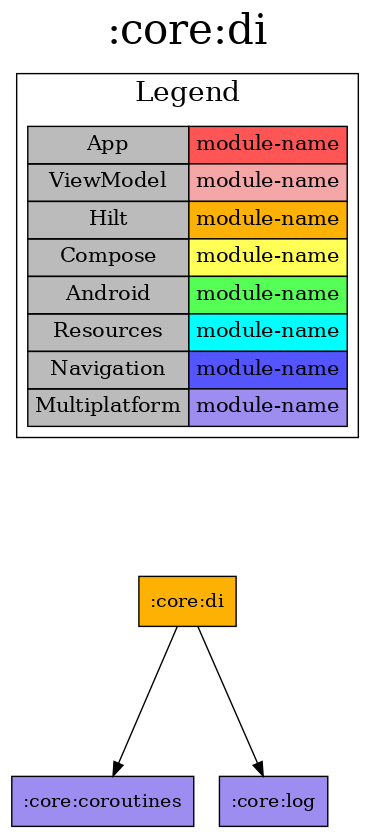 :core:di
Legend
App module-name
ViewModel module-name
Hilt module-name
Compose module-name
Android module-name
Resources module-name
Navigation module-name
Multiplatform module-name
:core:di
:core:coroutines :core:log